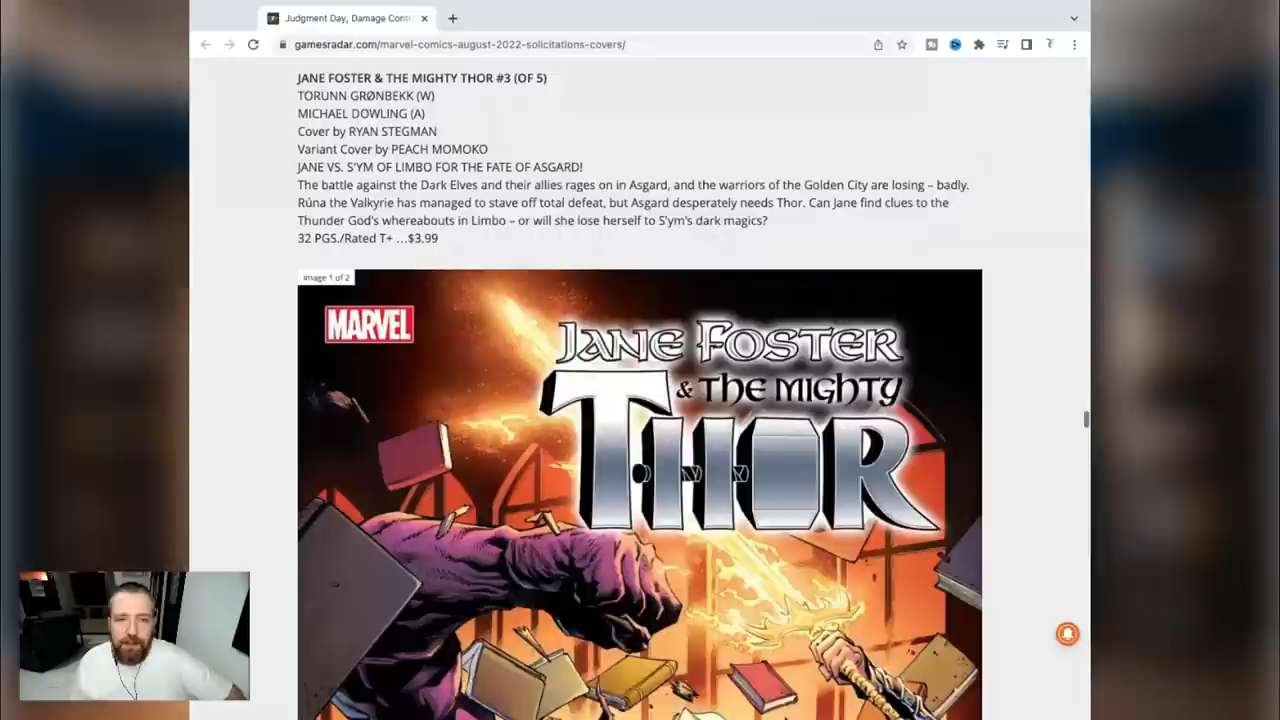 Judgment Day, Damage Contr
gamesradar.com/marvel-comics-august-2022-solicitations-covers/
JANE FOSTER & THE MIGHTY THOR #3 (OF 5)
TORUNN GRØNBEKK (W)
MICHAEL DOWLING (A)
Cover by RYAN STEGMAN
Variant Cover by PEACH MOMOKO
JANE VS. S'YM OF LIMBO FOR THE FATE OF ASGARD!
The battle against the Dark Elves and their allies rages on in Asgard, and the warriors of the Golden City are losing – badly.
Rúna the Valkyrie has managed to stave off total defeat, but Asgard desperately needs Thor. Can Jane find clues to the
Thunder God's whereabouts in Limbo – or will she lose herself to S'ym's dark magics?
32 PGS./Rated T+ …$3.99
Image 1 of 2
MARVEL
JANE FOSTER
& THE MIGHTY
THOR